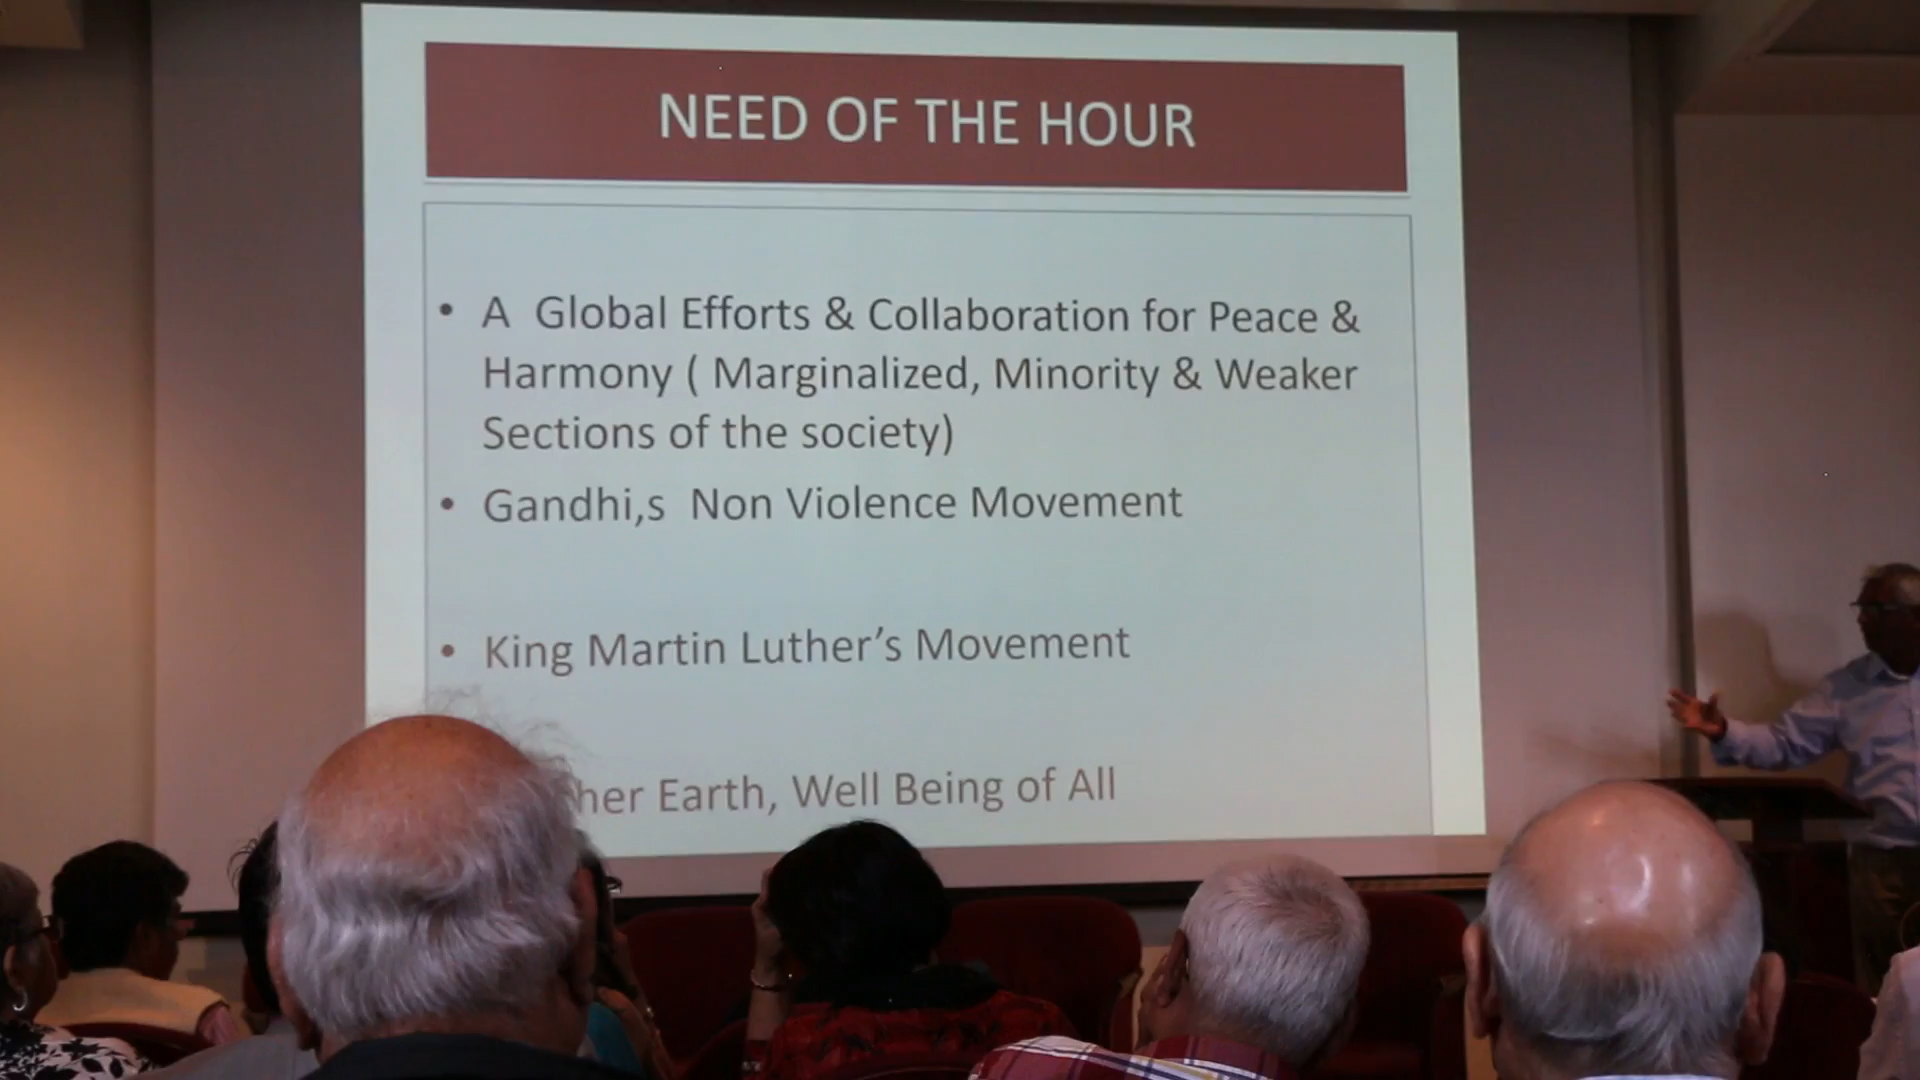 NEED OF THE HOUR
• A Global Efforts & Collaboration for Peace &
Harmony ( Marginalized, Minority & Weaker
Sections of the society)
• Gandhi,s Non Violence Movement
• King Martin Luther’s Movement
Earth, Well Being of All